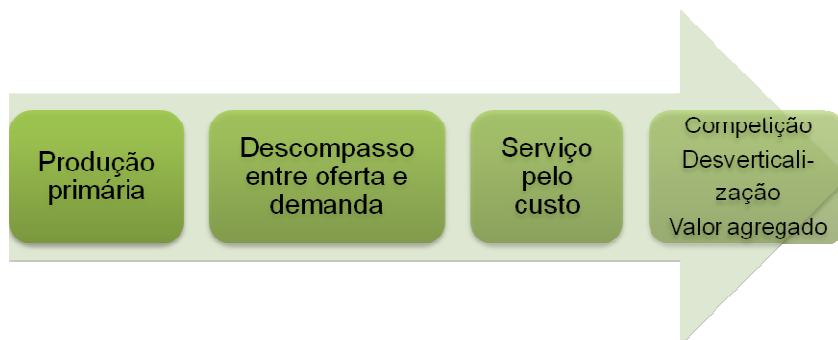 Produção
primária
Descompasso
entre oferta e
demanda
Serviço
pelo
custo
Competição
Desverticali-
zação
Valor agregado